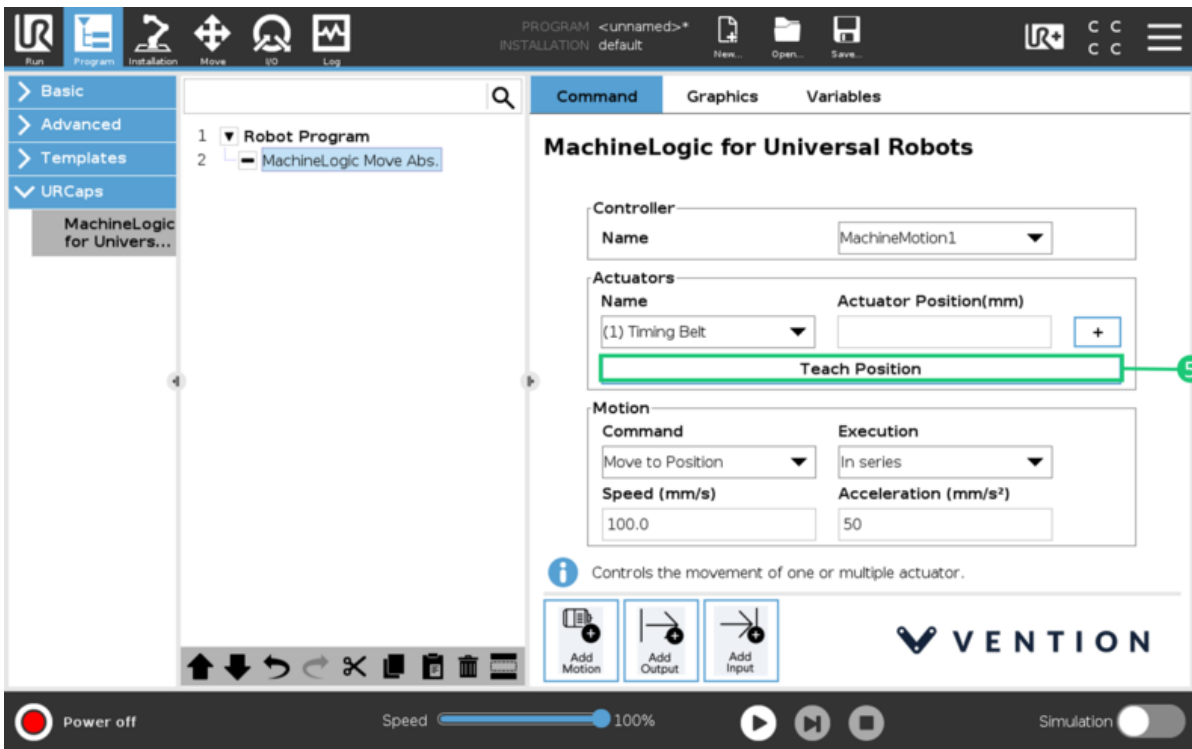 PROGRAM <unnamed>*
INSTALLATION default
Run
Program
Installation
Move
I/O
Log
New...
Open...
Save...
UR+
C C
C C
Basic
Advanced
Templates
URCaps
MachineLogic
for Univers...
1 Robot Program
2 MachineLogic Move Abs.
Command Graphics Variables
MachineLogic for Universal Robots
Controller
Name MachineMotion1
Actuators
Name Actuator Position(mm)
(1) Timing Belt +
Teach Position
5
Motion
Command Execution
Move to Position In series
Speed (mm/s) Acceleration (mm/s²)
100.0 50
Controls the movement of one or multiple actuator.
Add
Motion
Add
Output
Add
Input
VENTION
Power off
Speed 100%
Simulation